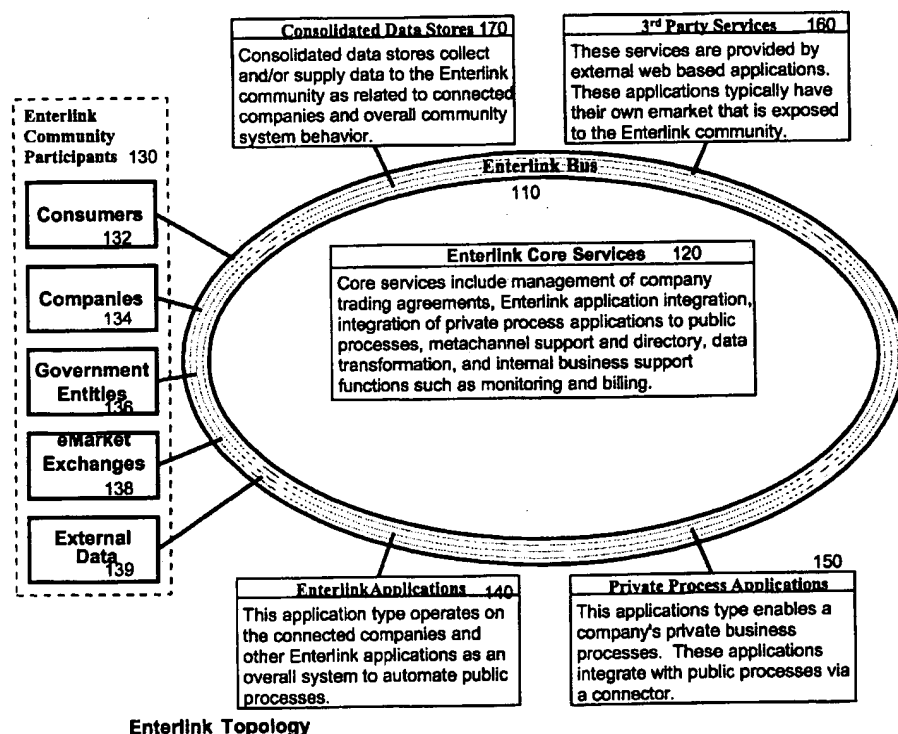 Consolidated Data Stores 170
Consolidated data stores collect
and/or supply data to the Enterlink
community as related to connected
companies and overall community
system behavior.
3rd Party Services 160
These services are provided by
external web based applications.
These applications typically have
their own emarket that is exposed
to the Enterlink community.
Enterlink
Community
Participants 130
Consumers
132
Companies
134
Government
Entities
136
eMarket
Exchanges
138
External
Data
139
Enterlink Bus
110
Enterlink Core Services 120
Core services include management of company
trading agreements, Enterlink application integration,
integration of private process applications to public
processes, metachannel support and directory, data
transformation, and internal business support
functions such as monitoring and billing.
Enterlink Applications 140
This application type operates on
the connected companies and
other Enterlink applications as an
overall system to automate public
processes.
150
Private Process Applications
This applications type enables a
company's private business
processes. These applications
integrate with public processes via
a connector.
Enterlink Topology